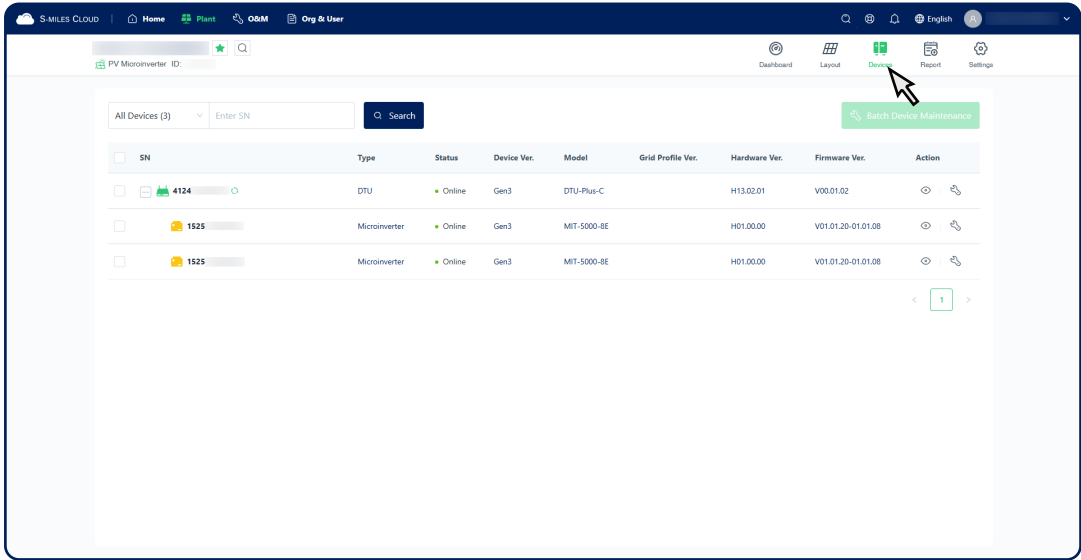 S-MILES CLOUD Home Plant O&M Org & User English R
PV Microinverter ID:
Dashboard Layout Devices Report Settings
All Devices (3) Enter SN Search Batch Device Maintenance
SN Type Status Device Ver. Model Grid Profile Ver. Hardware Ver. Firmware Ver. Action
4124 DTU Online Gen3 DTU-Plus-C H13.02.01 V00.01.02
1525 Microinverter Online Gen3 MIT-5000-8E H01.00.00 V01.01.20-01.01.08
1525 Microinverter Online Gen3 MIT-5000-8E H01.00.00 V01.01.20-01.01.08
< 1 >